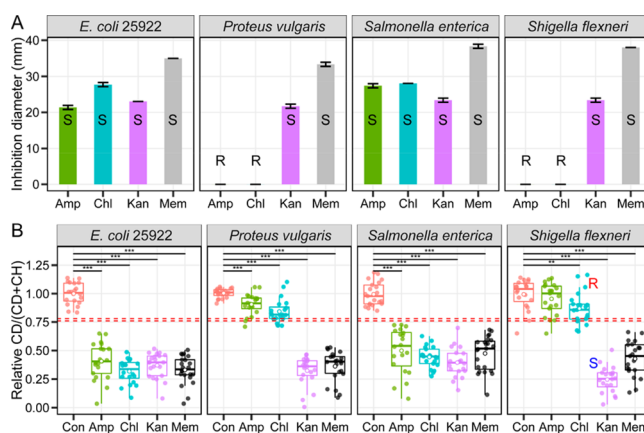 A
E. coli 25922
Proteus vulgaris
Salmonella enterica
Shigella flexneri
Inhibition diameter (mm)
40
30
20
10
0
S S S S
R R S S
S S S S
R R S S
Amp Chl Kan Mem
Amp Chl Kan Mem
Amp Chl Kan Mem
Amp Chl Kan Mem
B
E. coli 25922
Proteus vulgaris
Salmonella enterica
Shigella flexneri
Relative CD/(CD+CH)
1.25
1.00
0.75
0.50
0.25
0.00
***
***
***
***
***
***
***
***
***
***
***
***
***
***
**
R
S
Con Amp Chl Kan Mem
Con Amp Chl Kan Mem
Con Amp Chl Kan Mem
Con Amp Chl Kan Mem